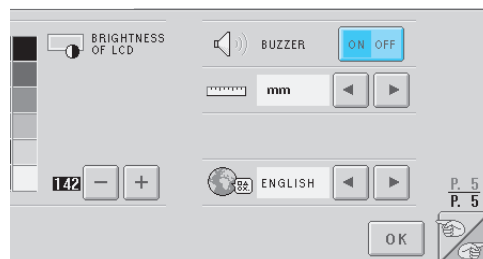 BRIGHTNESS
OF LCD
BUZZER
ON OFF
mm
142
ENGLISH
P. 5
P. 5
OK